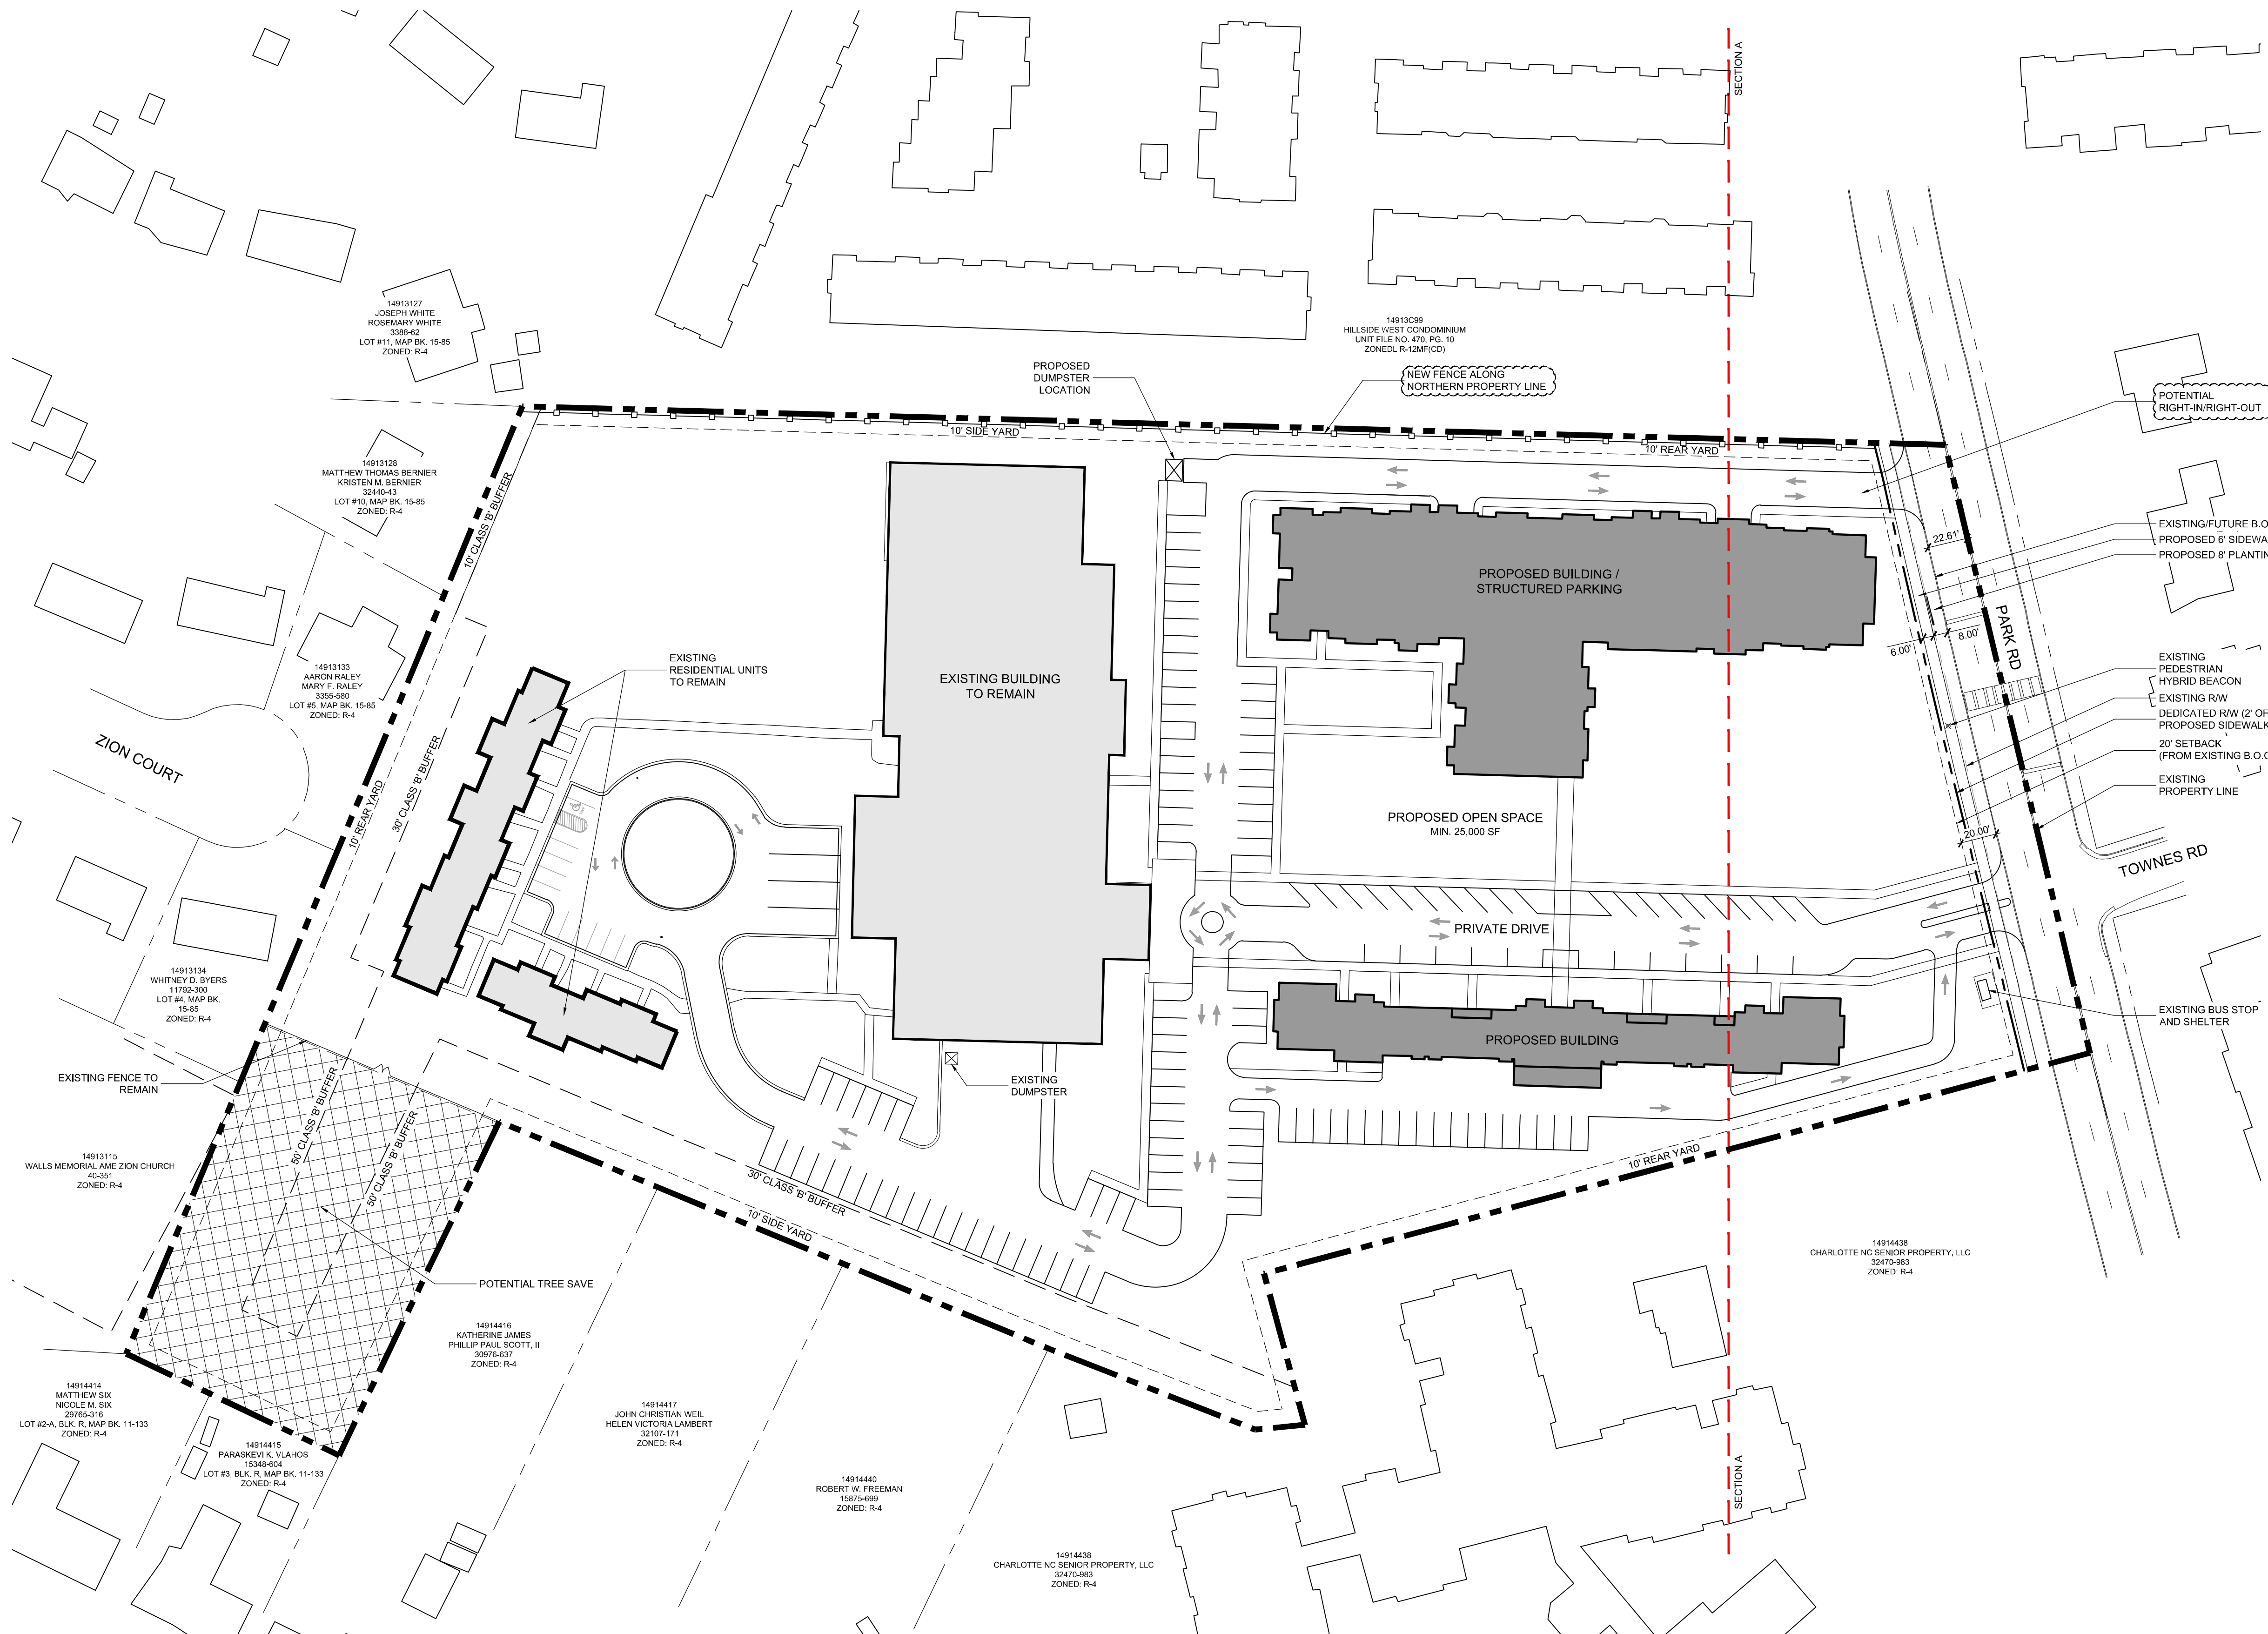 SECTION A
14913127
JOSEPH WHITE
ROSEMARY WHITE
3388-62
LOT #11, MAP BK. 15-85
ZONED: R-4
14913C99
HILLSIDE WEST CONDOMINIUM
UNIT FILE NO. 470, PG. 10
ZONEDL R-12MF(CD)
PROPOSED
DUMPSTER
LOCATION
NEW FENCE ALONG
NORTHERN PROPERTY LINE
POTENTIAL
RIGHT-IN/RIGHT-OUT
10' SIDE YARD
10' REAR YARD
14913128
MATTHEW THOMAS BERNIER
KRISTEN M. BERNIER
32440-43
LOT #10, MAP BK. 15-85
ZONED: R-4
10' CLASS 'B' BUFFER
EXISTING/FUTURE B.O
PROPOSED 6' SIDEWA
PROPOSED 8' PLANTIN
22.61'
PROPOSED BUILDING /
STRUCTURED PARKING
PARK RD
8.00'
6.00'
14913133
AARON RALEY
MARY F. RALEY
3355-580
LOT #5, MAP BK. 15-85
ZONED: R-4
EXISTING
RESIDENTIAL UNITS
TO REMAIN
EXISTING BUILDING
TO REMAIN
EXISTING
PEDESTRIAN
HYBRID BEACON
EXISTING R/W
DEDICATED R/W (2' OF
PROPOSED SIDEWALK
20' SETBACK
(FROM EXISTING B.O.C
EXISTING
PROPERTY LINE
ZION COURT
10' REAR YARD
30' CLASS 'B' BUFFER
PROPOSED OPEN SPACE
MIN. 25,000 SF
20.00'
TOWNES RD
PRIVATE DRIVE
14913134
WHITNEY D. BYERS
11792-300
LOT #4, MAP BK.
15-85
ZONED: R-4
EXISTING BUS STOP
AND SHELTER
PROPOSED BUILDING
EXISTING FENCE TO
REMAIN
EXISTING
DUMPSTER
50' CLASS 'B' BUFFER
50' CLASS 'B' BUFFER
14913115
WALLS MEMORIAL AME ZION CHURCH
40-351
ZONED: R-4
10' REAR YARD
30' CLASS 'B' BUFFER
10' SIDE YARD
POTENTIAL TREE SAVE
14914438
CHARLOTTE NC SENIOR PROPERTY, LLC
32470-983
ZONED: R-4
14914416
KATHERINE JAMES
PHILLIP PAUL SCOTT, II
30976-637
ZONED: R-4
14914414
MATTHEW SIX
NICOLE M. SIX
29765-316
LOT #2-A, BLK. R, MAP BK. 11-133
ZONED: R-4
14914417
JOHN CHRISTIAN WEIL
HELEN VICTORIA LAMBERT
32107-171
ZONED: R-4
14914415
PARASKEVI K. VLAHOS
15348-604
LOT #3, BLK. R, MAP BK. 11-133
ZONED: R-4
14914440
ROBERT W. FREEMAN
15875-699
ZONED: R-4
SECTION A
14914438
CHARLOTTE NC SENIOR PROPERTY, LLC
32470-983
ZONED: R-4